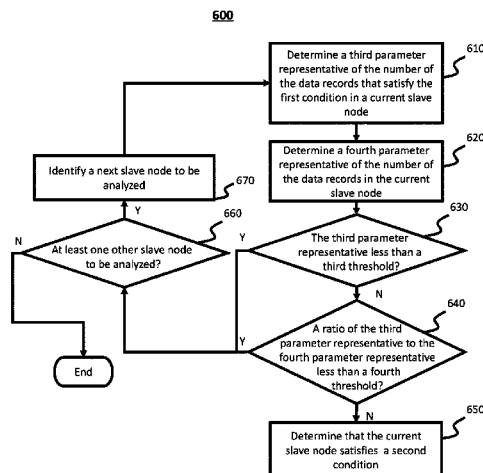 600
Determine a third parameter
representative of the number of
the data records that satisfy the
first condition in a current slave
node
610
Determine a fourth parameter
representative of the number of
the data records in the current
slave node
620
Identify a next slave node to be
analyzed
670
Y
660
630
N
At least one other slave node
to be analyzed?
Y
The third parameter
representative less than a
third threshold?
N
640
Y
A ratio of the third
parameter representative to the
fourth parameter representative
less than a fourth
threshold?
End
N
650
Determine that the current
slave node satisfies a second
condition